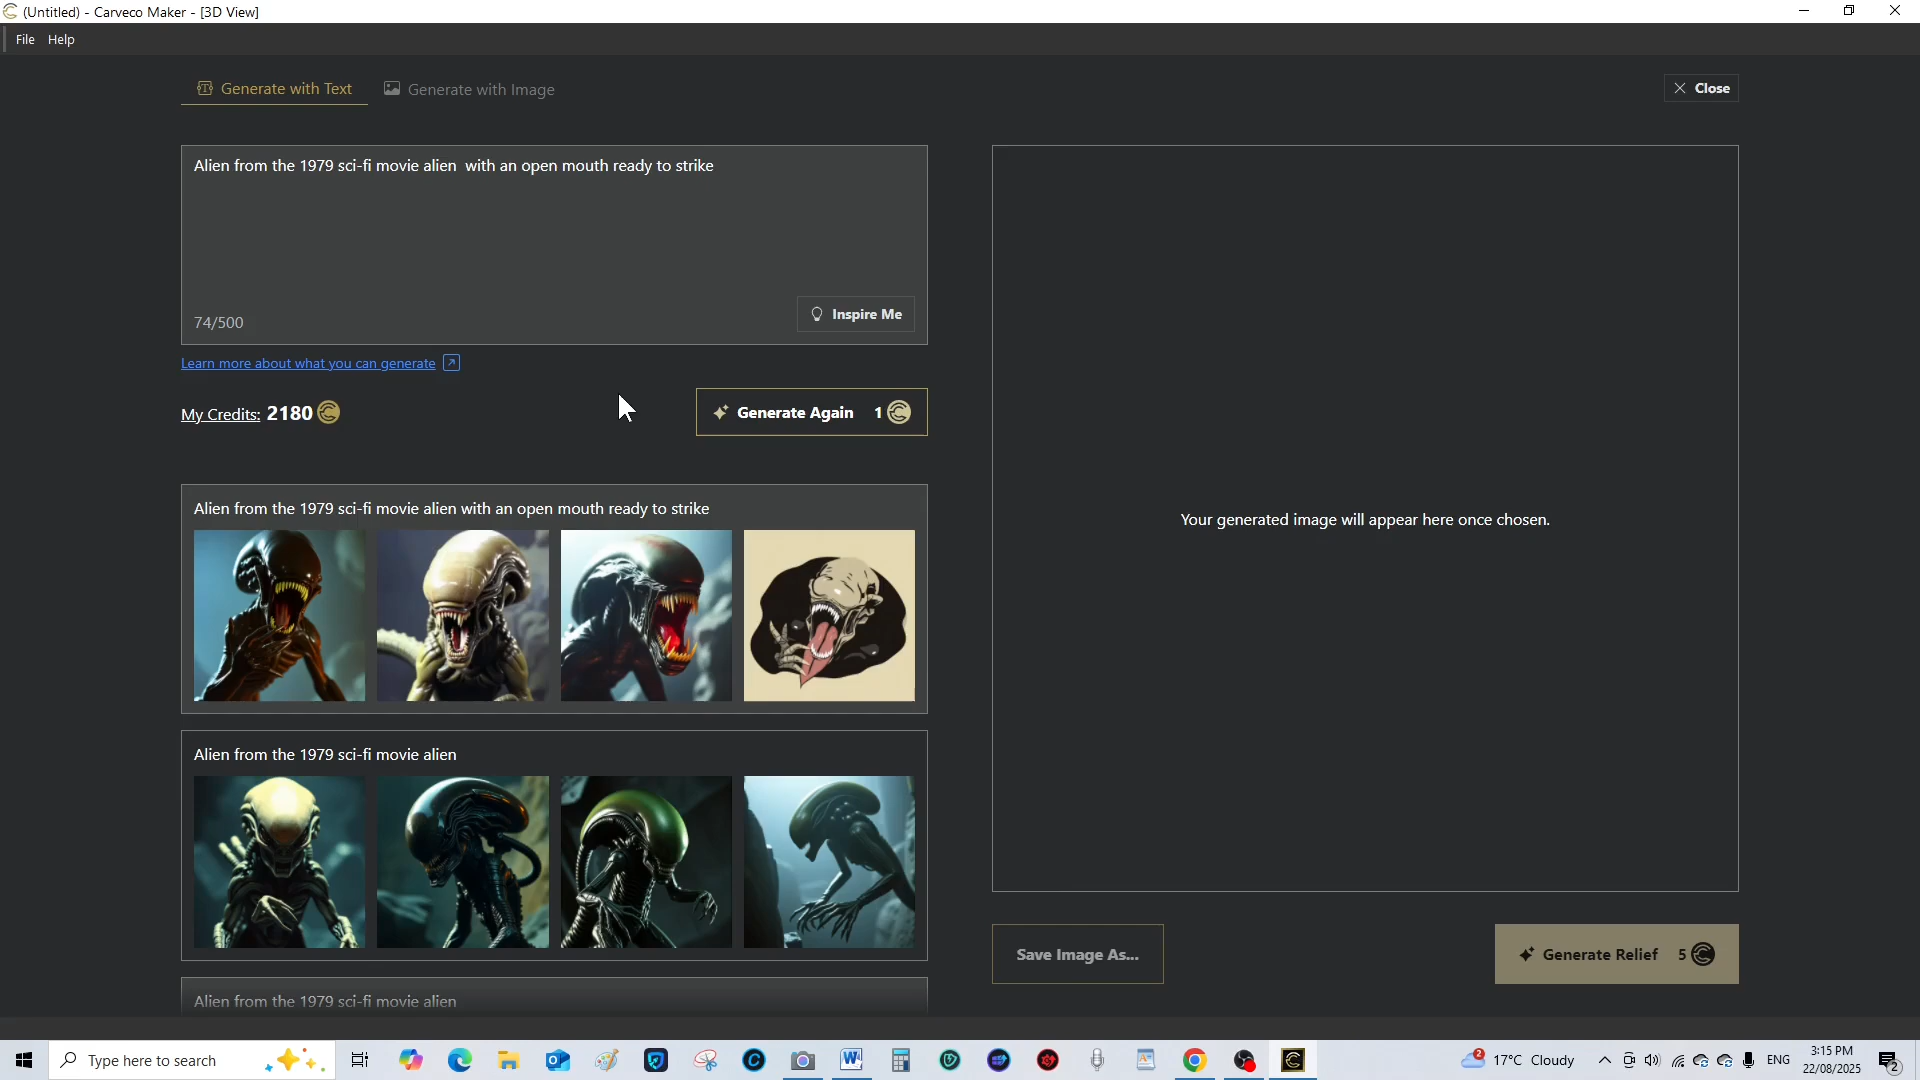 (Untitled) - Carveco Maker - [3D View]
File Help
Generate with Text Generate with Image
Close
Alien from the 1979 sci-fi movie alien  with an open mouth ready to strike
74/500
Inspire Me
Learn more about what you can generate
My Credits: 2180
Generate Again 1
Alien from the 1979 sci-fi movie alien with an open mouth ready to strike
Alien from the 1979 sci-fi movie alien
Alien from the 1979 sci-fi movie alien
Your generated image will appear here once chosen.
Save Image As...
Generate Relief 5
Type here to search
2
17°C Cloudy
ENG
3:15 PM
22/08/2025
2